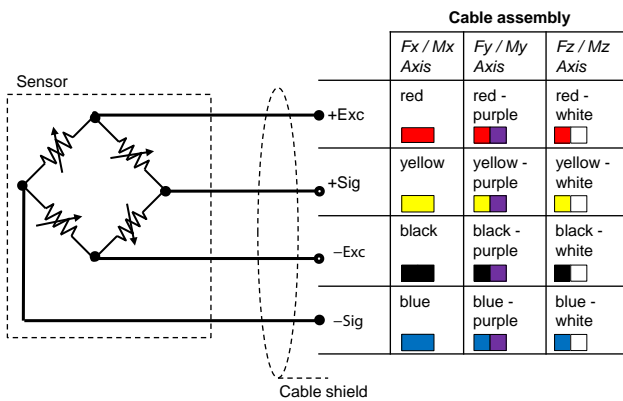 Cable assembly
Fx / Mx Axis
Fy / My Axis
Fz / Mz Axis
Sensor
+Exc
red
red - purple
red - white
+Sig
yellow
yellow - purple
yellow - white
–Exc
black
black - purple
black - white
–Sig
blue
blue - purple
blue - white
Cable shield